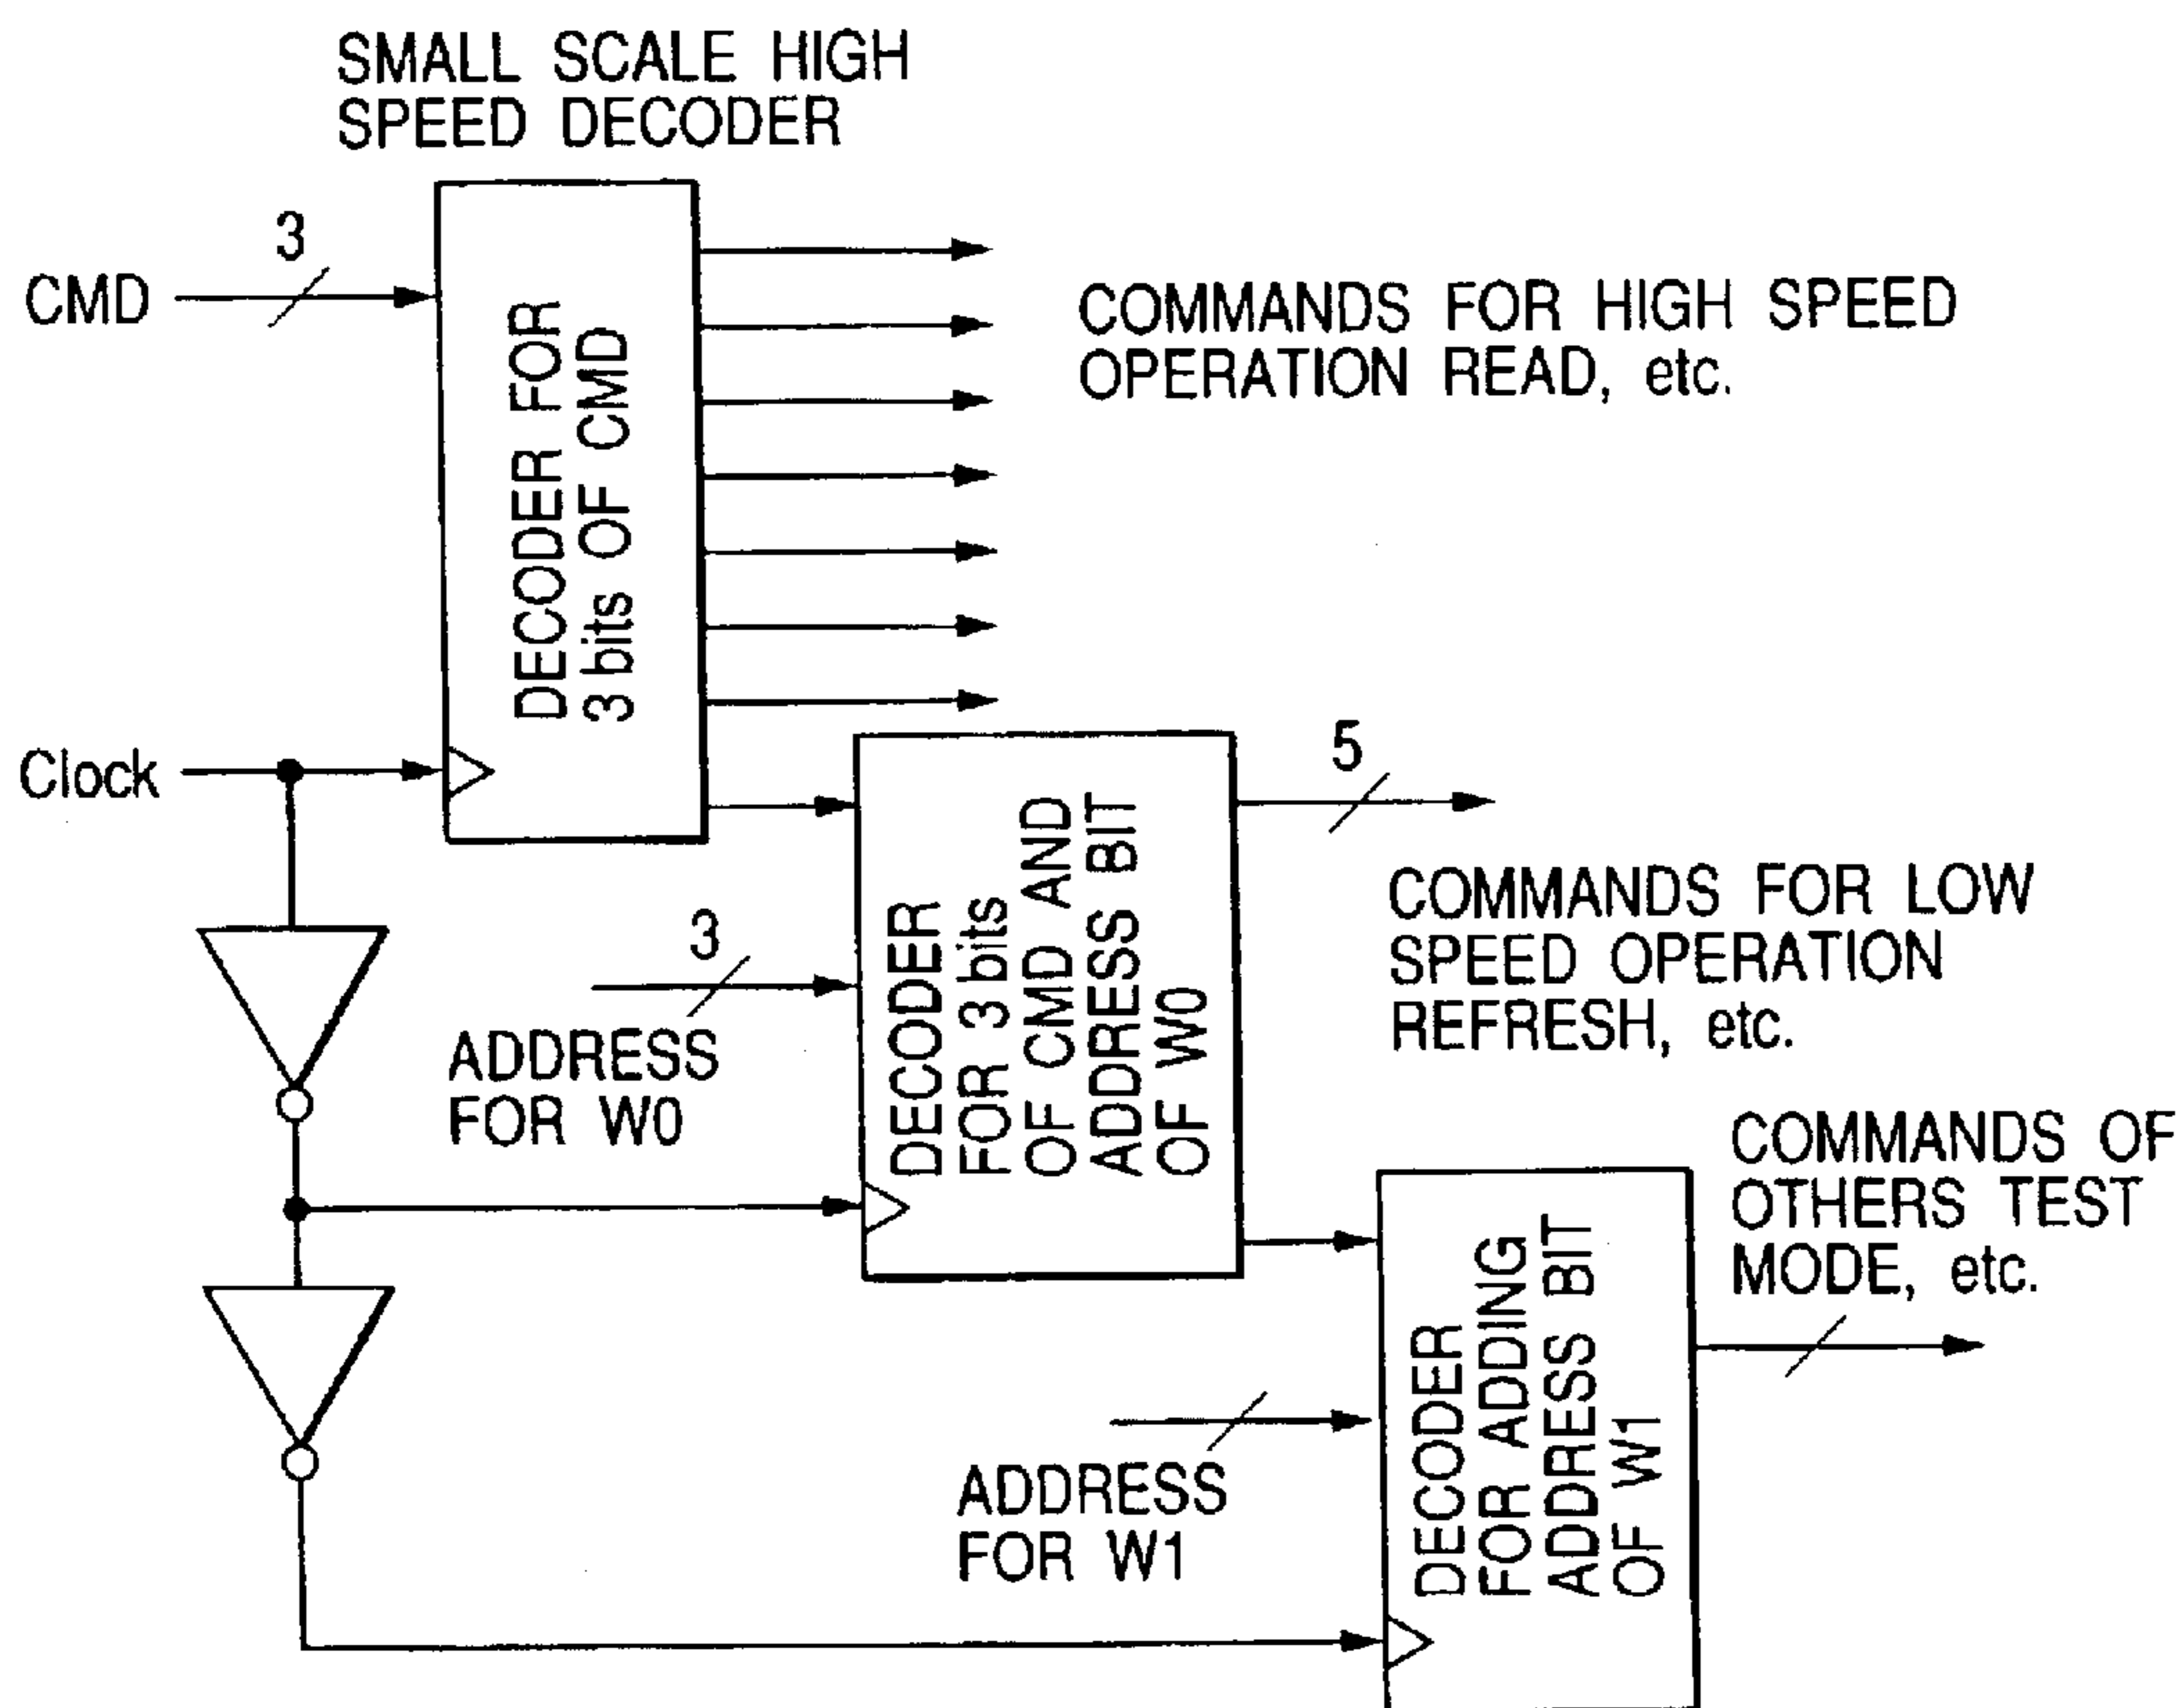 SMALL SCALE HIGH
SPEED DECODER
3
CMD
DECODER FOR
3 bits OF CMD
COMMANDS FOR HIGH SPEED
OPERATION READ, etc.
Clock
5
DECODER
FOR 3 bits
OF CMD AND
ADDRESS BIT
OF W0
3
ADDRESS
FOR W0
COMMANDS FOR LOW
SPEED OPERATION
REFRESH, etc.
COMMANDS OF
OTHERS TEST
MODE, etc.
DECODER
FOR ADDING
ADDRESS BIT
OF W1
ADDRESS
FOR W1